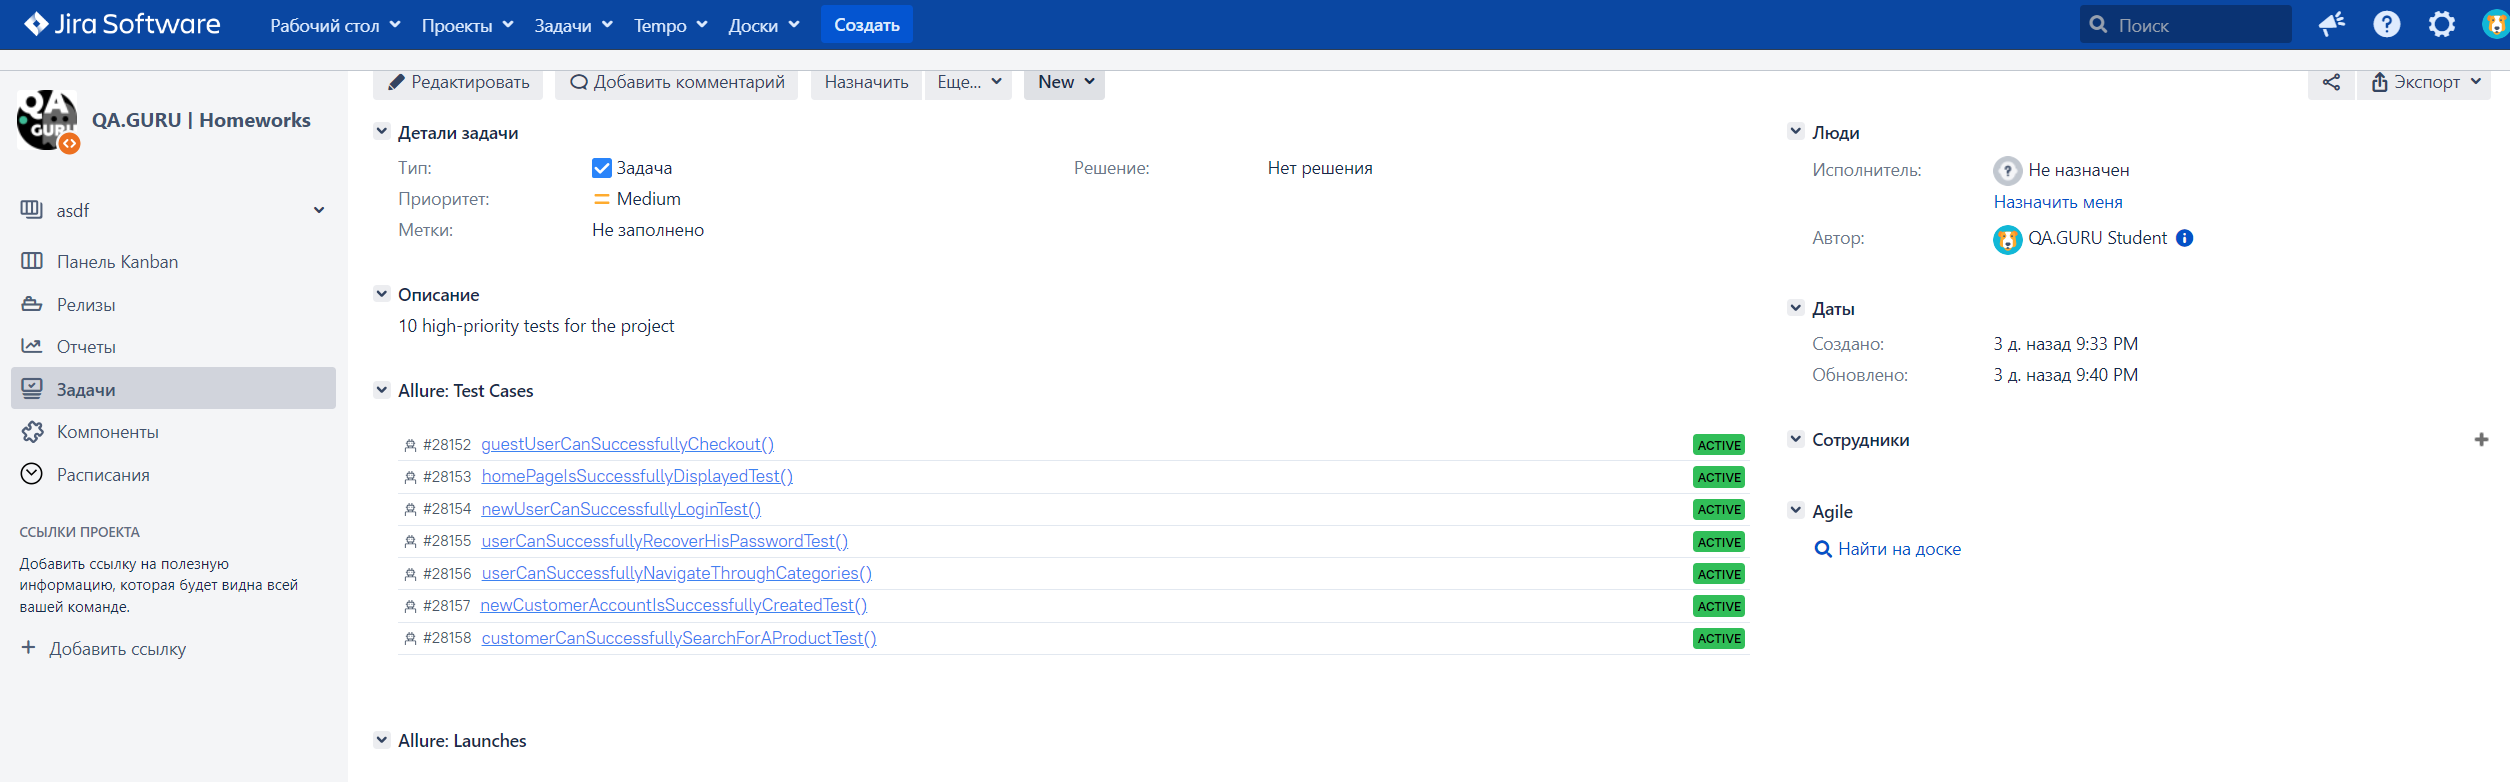 Jira Software Рабочий стол Проекты Задачи Tempo Доски Создать Поиск
QA GURU
QA.GURU | Homeworks
asdf
Панель Kanban
Релизы
Отчеты
Задачи
Компоненты
Расписания
ССЫЛКИ ПРОЕКТА
Добавить ссылку на полезную
информацию, которая будет видна всей
вашей команде.
+ Добавить ссылку
Редактировать Добавить комментарий Назначить Еще... New Экспорт
Детали задачи
Тип: Задача Решение: Нет решения
Приоритет: Medium
Метки: Не заполнено
Описание
10 high-priority tests for the project
Allure: Test Cases
#28152 guestUserCanSuccessfullyCheckout() ACTIVE
#28153 homePageIsSuccessfullyDisplayedTest() ACTIVE
#28154 newUserCanSuccessfullyLoginTest() ACTIVE
#28155 userCanSuccessfullyRecoverHisPasswordTest() ACTIVE
#28156 userCanSuccessfullyNavigateThroughCategories() ACTIVE
#28157 newCustomerAccountIsSuccessfullyCreatedTest() ACTIVE
#28158 customerCanSuccessfullySearchForAProductTest() ACTIVE
Allure: Launches
Люди
Исполнитель: Не назначен
Назначить меня
Автор: QA.GURU Student
Даты
Создано: 3 д. назад 9:33 PM
Обновлено: 3 д. назад 9:40 PM
Сотрудники
Agile
Найти на доске